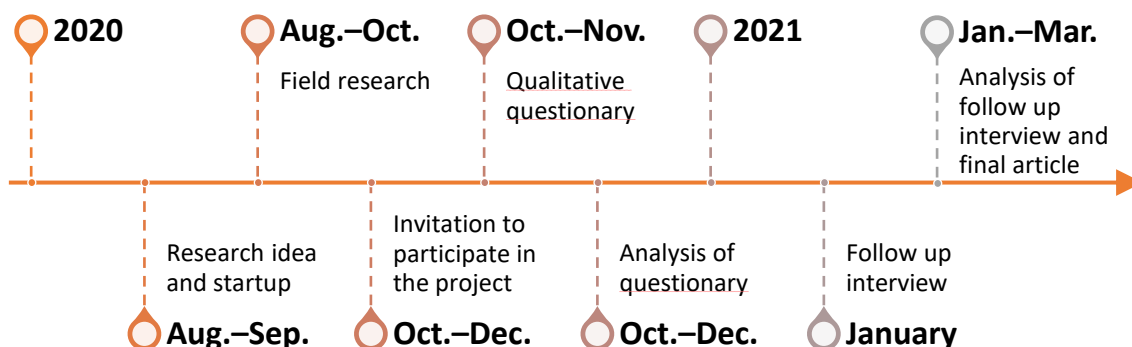 2020
Aug.–Oct.
Field research
Oct.–Nov.
Qualitative
questionary
2021
Jan.–Mar.
Analysis of
follow up
interview and
final article
Research idea
and startup
Aug.–Sep.
Invitation to
participate in
the project
Oct.–Dec.
Analysis of
questionary
Oct.–Dec.
Follow up
interview
January